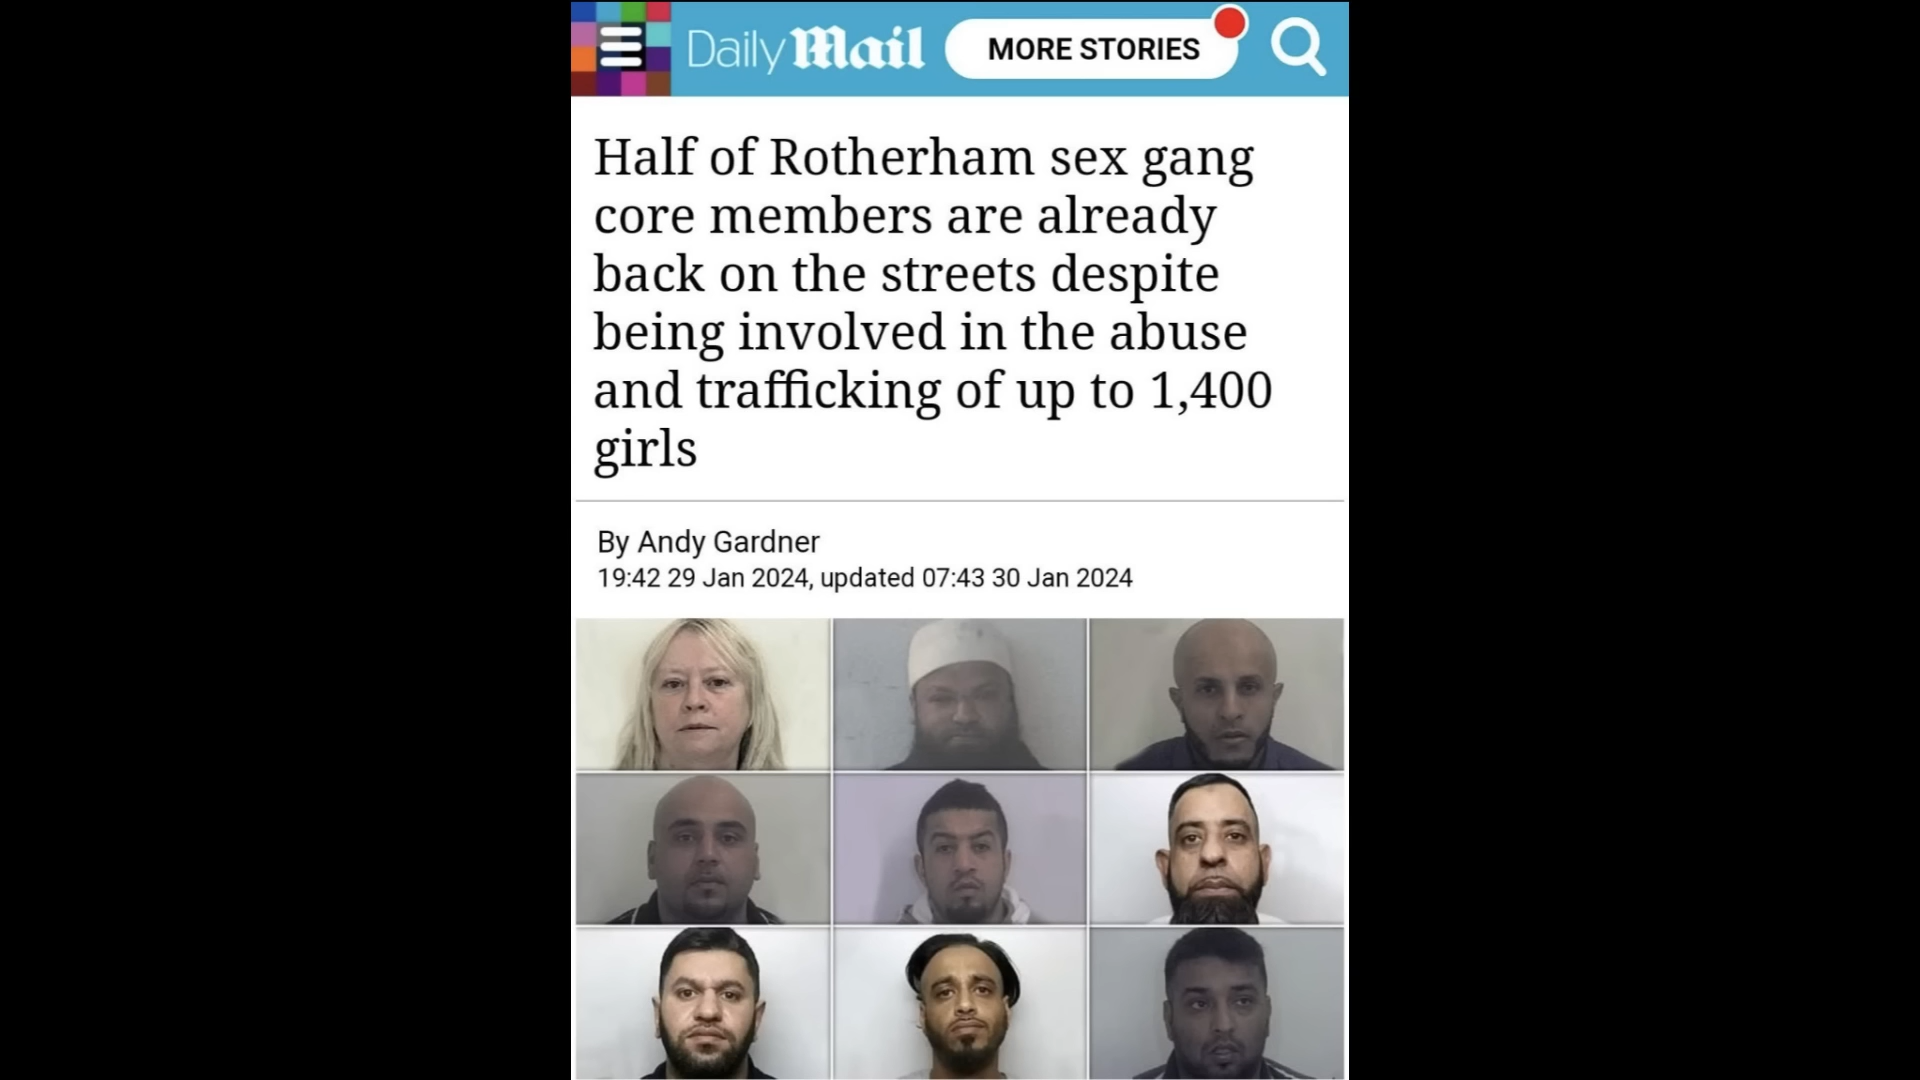 Daily Mail MORE STORIES
Half of Rotherham sex gang
core members are already
back on the streets despite
being involved in the abuse
and trafficking of up to 1,400
girls
By Andy Gardner
19:42 29 Jan 2024, updated 07:43 30 Jan 2024